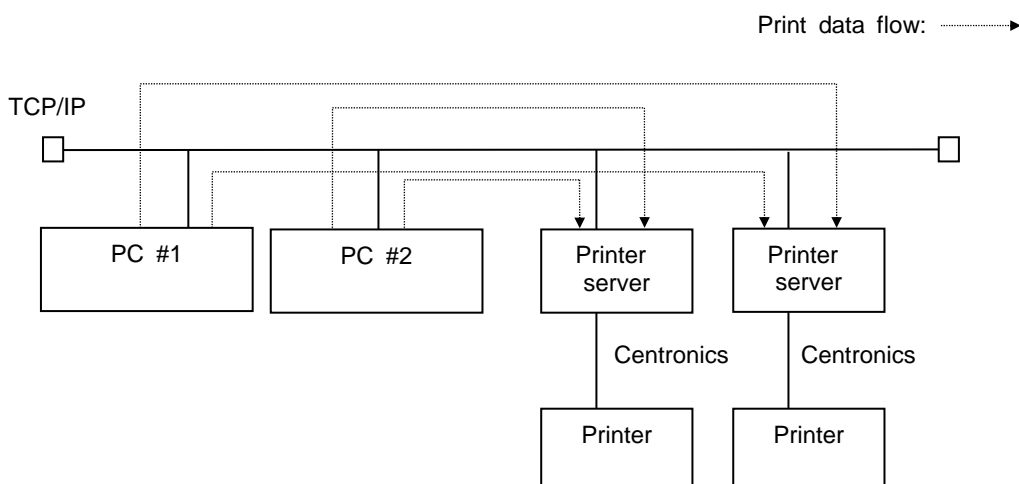 Print data flow:
TCP/IP
PC #1
PC #2
Printer
server
Printer
server
Centronics
Centronics
Printer
Printer